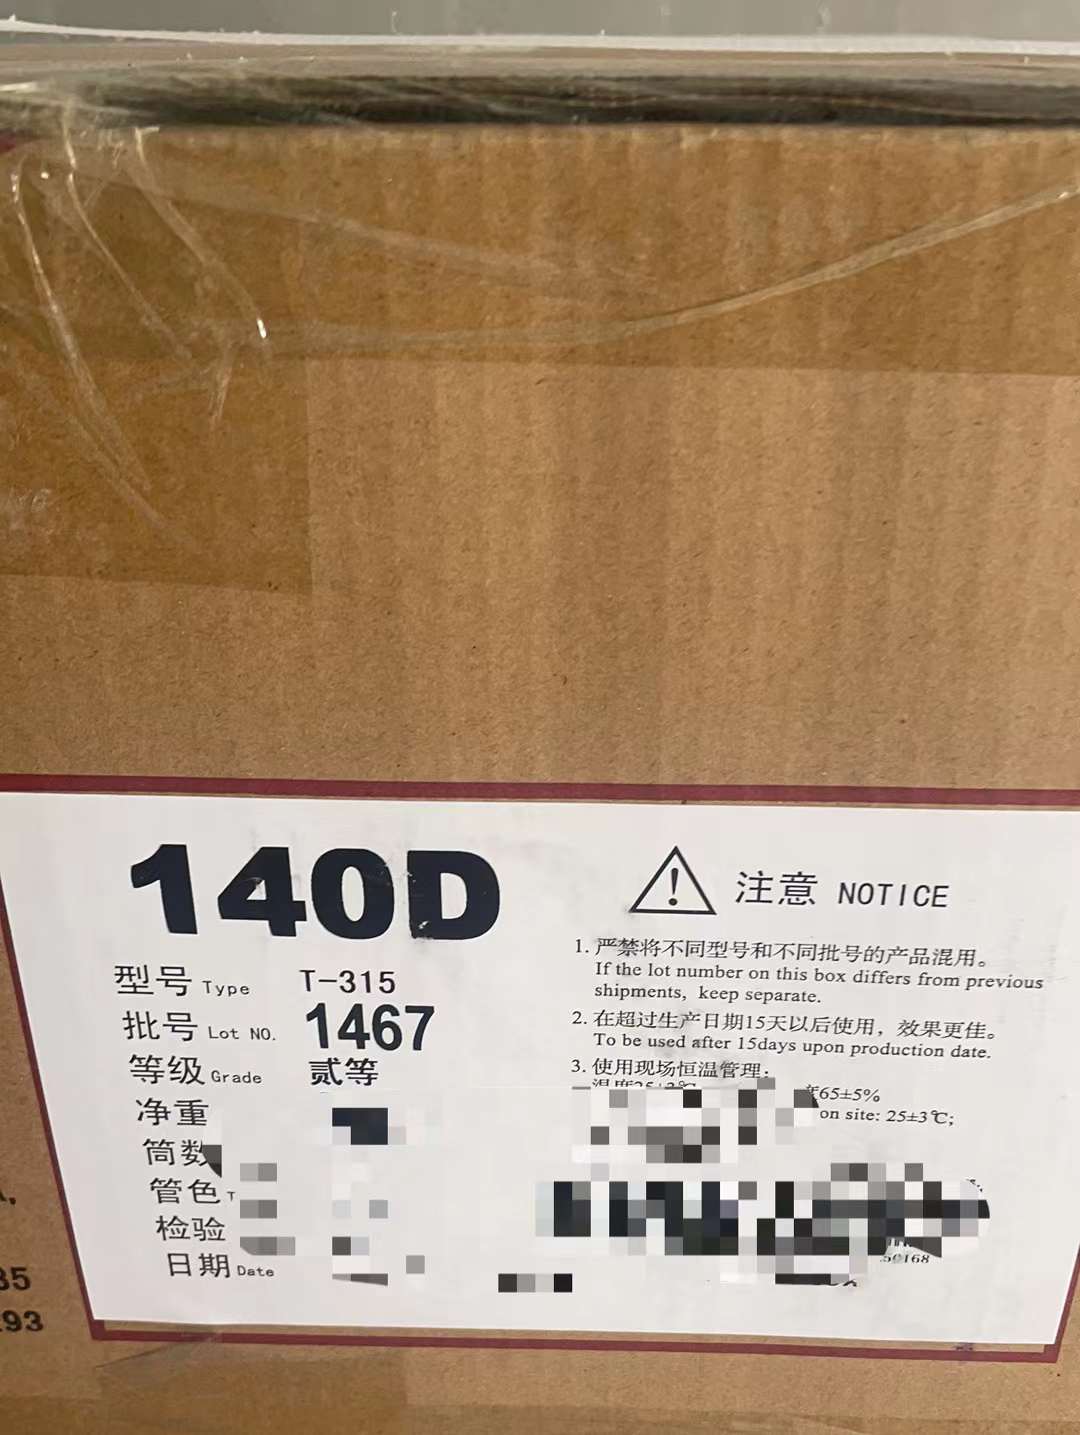 140D
型号 Type T-315
批号 Lot NO. 1467
等级 Grade 贰等
净重
筒数
管色
检验
日期 Date
注意 NOTICE
1. 严禁将不同型号和不同批号的产品混用。
If the lot number on this box differs from previous
shipments, keep separate.
2. 在超过生产日期15天以后使用，效果更佳。
To be used after 15days upon production date.
3. 使用现场恒温管理：
65±5%
on site: 25±3℃;
93